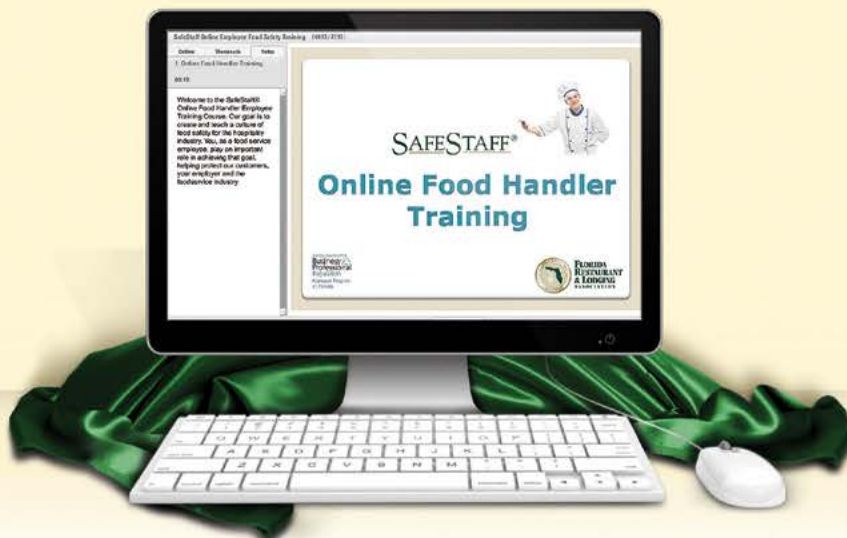 SafeStaff Online Employee Food Safety Training
Outline Thumbnails Notes
1. Online Food Handler Training
Welcome to the SafeStaff®
Online Food Handler Employee
Training Course. Our goal is to
create and teach a culture of
food safety for the hospitality
industry. You, as a food service
employee, play an important
role in achieving that goal,
helping protect our customers,
your employer and the
foodservice industry
SAFESTAFF®
Online Food Handler
Training
Business
Professional
Regulation
FLORIDA
RESTAURANT
& LODGING
ASSOCIATION
Q W E R T Y U I O P
A S D F G H J K L
Z X C V B N M